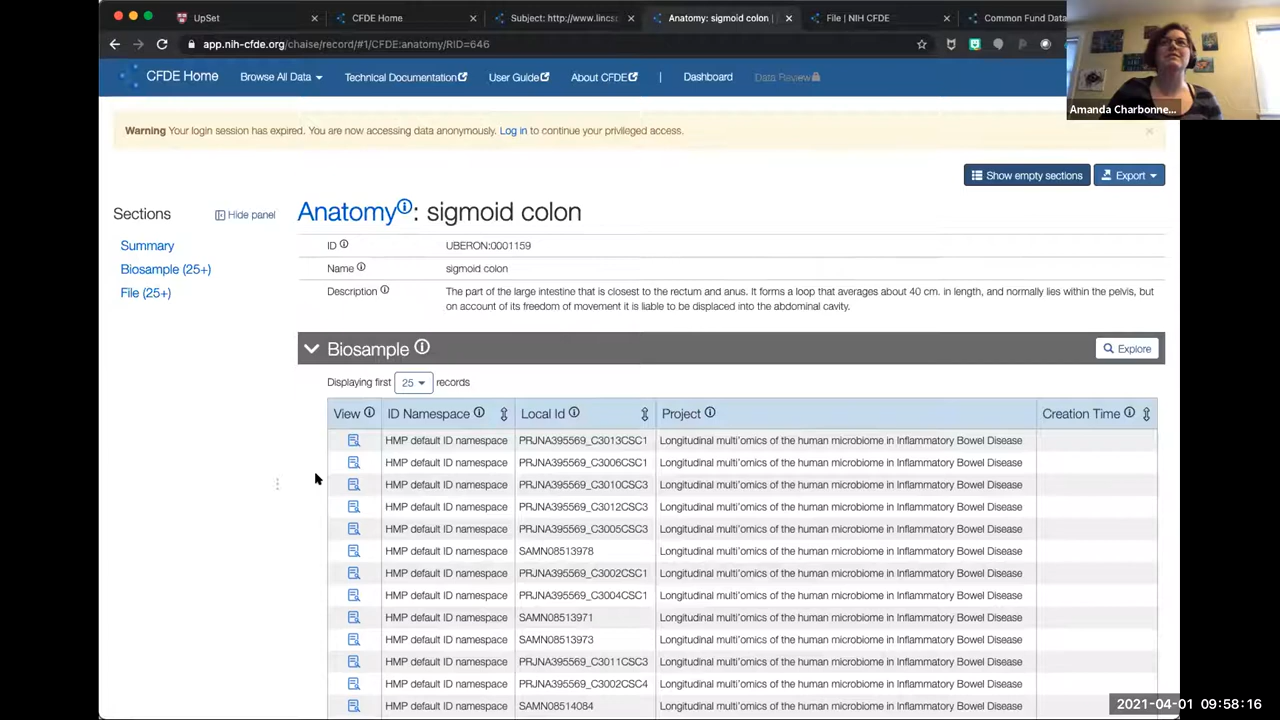 UpSet
CFDE Home
Subject: http://www.lincs
Anatomy: sigmoid colon |
File | NIH CFDE
Common Fund Data
app.nih-cfde.org/chaise/record/#1/CFDE:anatomy/RID=646
CFDE Home
Browse All Data
Technical Documentation
User Guide
About CFDE
|
Dashboard
Data Review
Amanda Charbonne...
Warning Your login session has expired. You are now accessing data anonymously. Log in to continue your privileged access.
Show empty sections
Export
Sections
Hide panel
Summary
Biosample (25+)
File (25+)
Anatomy: sigmoid colon
ID UBERON:0001159
Name sigmoid colon
Description The part of the large intestine that is closest to the rectum and anus. It forms a loop that averages about 40 cm. in length, and normally lies within the pelvis, but
on account of its freedom of movement it is liable to be displaced into the abdominal cavity.
Biosample
Explore
Displaying first 25 records
View ID Namespace Local Id Project Creation Time
HMP default ID namespace PRJNA395569_C3013CSC1 Longitudinal multi'omics of the human microbiome in Inflammatory Bowel Disease
HMP default ID namespace PRJNA395569_C3006CSC1 Longitudinal multi'omics of the human microbiome in Inflammatory Bowel Disease
HMP default ID namespace PRJNA395569_C3010CSC3 Longitudinal multi'omics of the human microbiome in Inflammatory Bowel Disease
HMP default ID namespace PRJNA395569_C3012CSC3 Longitudinal multi'omics of the human microbiome in Inflammatory Bowel Disease
HMP default ID namespace PRJNA395569_C3005CSC3 Longitudinal multi'omics of the human microbiome in Inflammatory Bowel Disease
HMP default ID namespace SAMN08513978 Longitudinal multi'omics of the human microbiome in Inflammatory Bowel Disease
HMP default ID namespace PRJNA395569_C3002CSC1 Longitudinal multi'omics of the human microbiome in Inflammatory Bowel Disease
HMP default ID namespace PRJNA395569_C3004CSC1 Longitudinal multi'omics of the human microbiome in Inflammatory Bowel Disease
HMP default ID namespace SAMN08513971 Longitudinal multi'omics of the human microbiome in Inflammatory Bowel Disease
HMP default ID namespace SAMN08513973 Longitudinal multi'omics of the human microbiome in Inflammatory Bowel Disease
HMP default ID namespace PRJNA395569_C3011CSC3 Longitudinal multi'omics of the human microbiome in Inflammatory Bowel Disease
HMP default ID namespace PRJNA395569_C3002CSC4 Longitudinal multi'omics of the human microbiome in Inflammatory Bowel Disease
HMP default ID namespace SAMN08514084 Longitudinal multi'omics of the human microbiome in Inflammatory Bowel Disease
2021-04-01 09:58:16